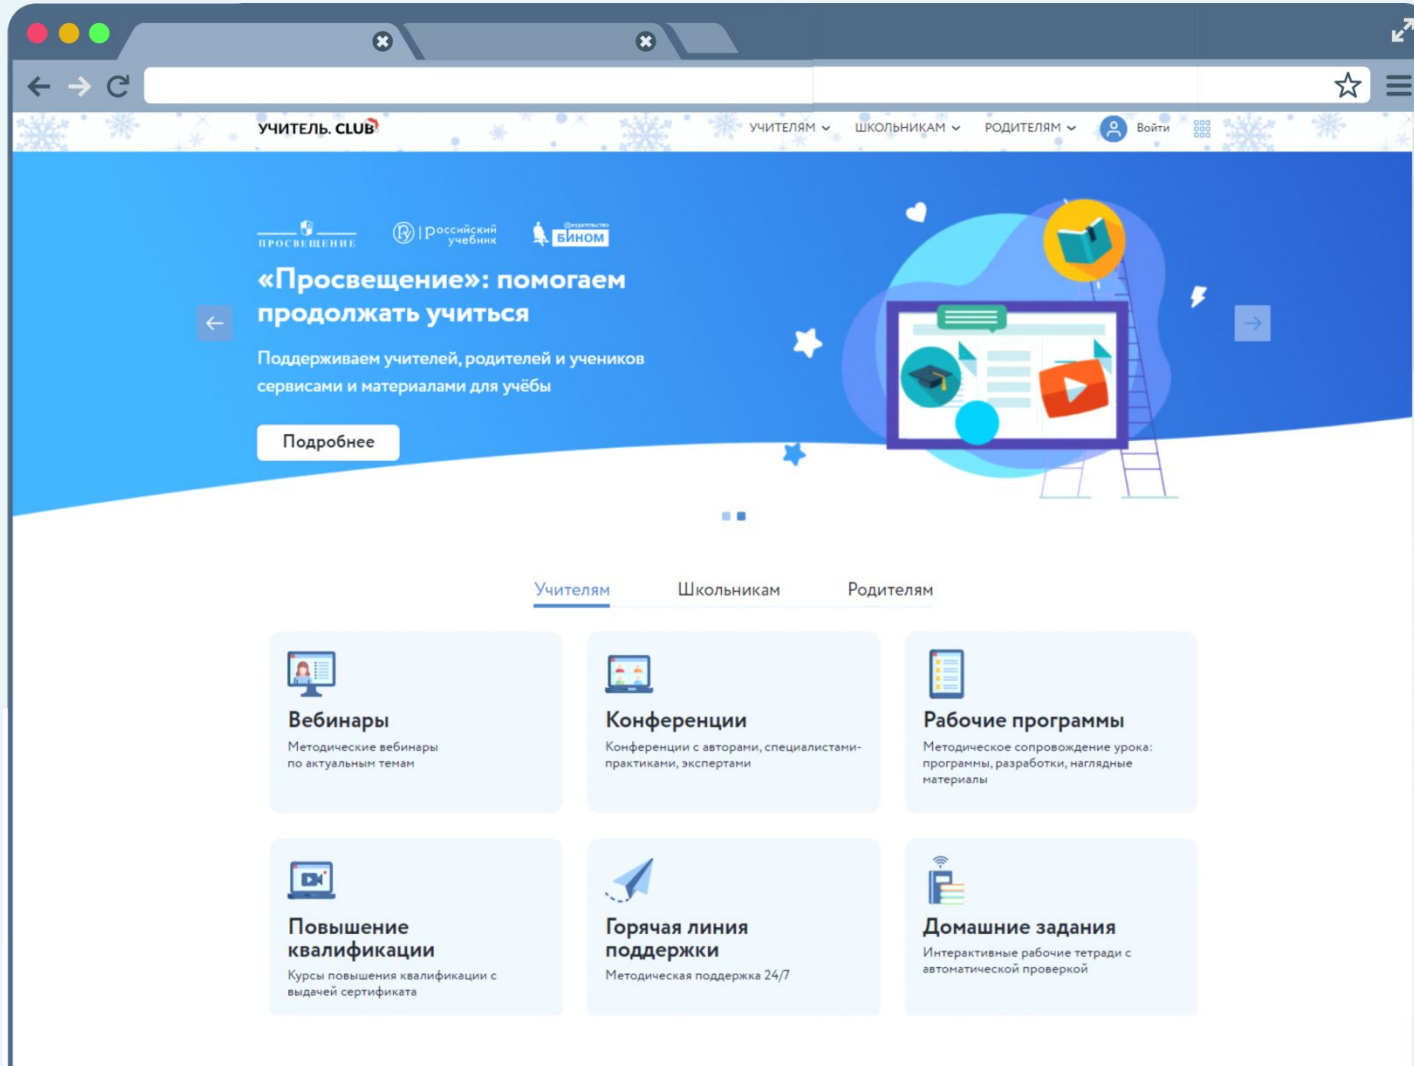 УЧИТЕЛЬ. CLUB
УЧИТЕЛЯМ ШКОЛЬНИКАМ РОДИТЕЛЯМ Войти
ПРОСВЕЩЕНИЕ
российский
учебник
БИНОМ
«Просвещение»: помогаем
продолжать учиться
Поддерживаем учителей, родителей и учеников
сервисами и материалами для учёбы
Подробнее
Учителям Школьникам Родителям
Вебинары
Методические вебинары
по актуальным темам
Конференции
Конференции с авторами, специалистами-
практиками, экспертами
Рабочие программы
Методическое сопровождение урока:
программы, разработки, наглядные
материалы
Повышение
квалификации
Курсы повышения квалификации с
выдачей сертификата
Горячая линия
поддержки
Методическая поддержка 24/7
Домашние задания
Интерактивные рабочие тетради с
автоматической проверкой